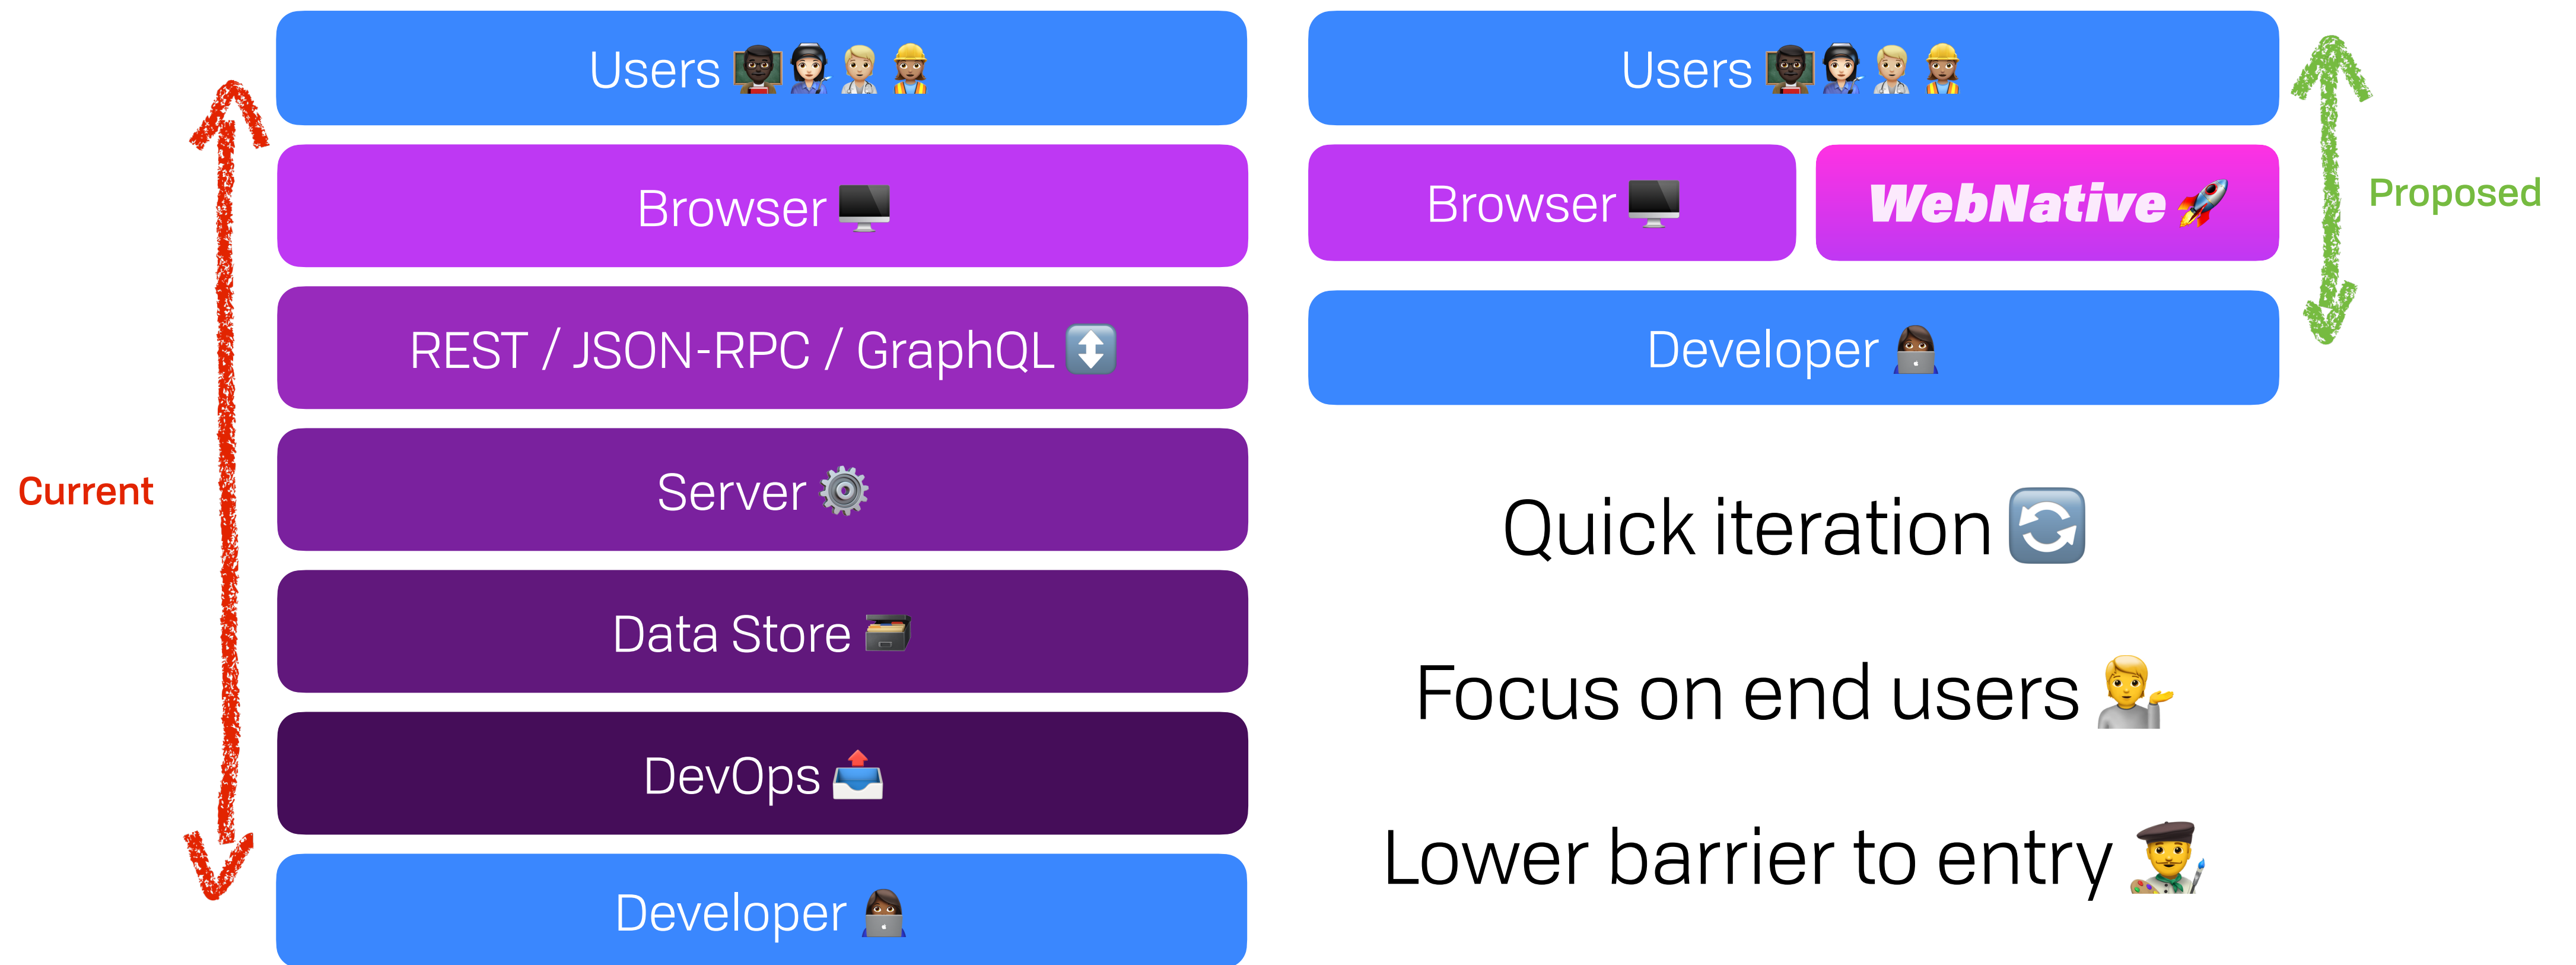 Current
Users
Browser
REST / JSON-RPC / GraphQL
Server
Data Store
DevOps
Developer
Users
Browser
WebNative
Developer
Proposed
Quick iteration
Focus on end users
Lower barrier to entry